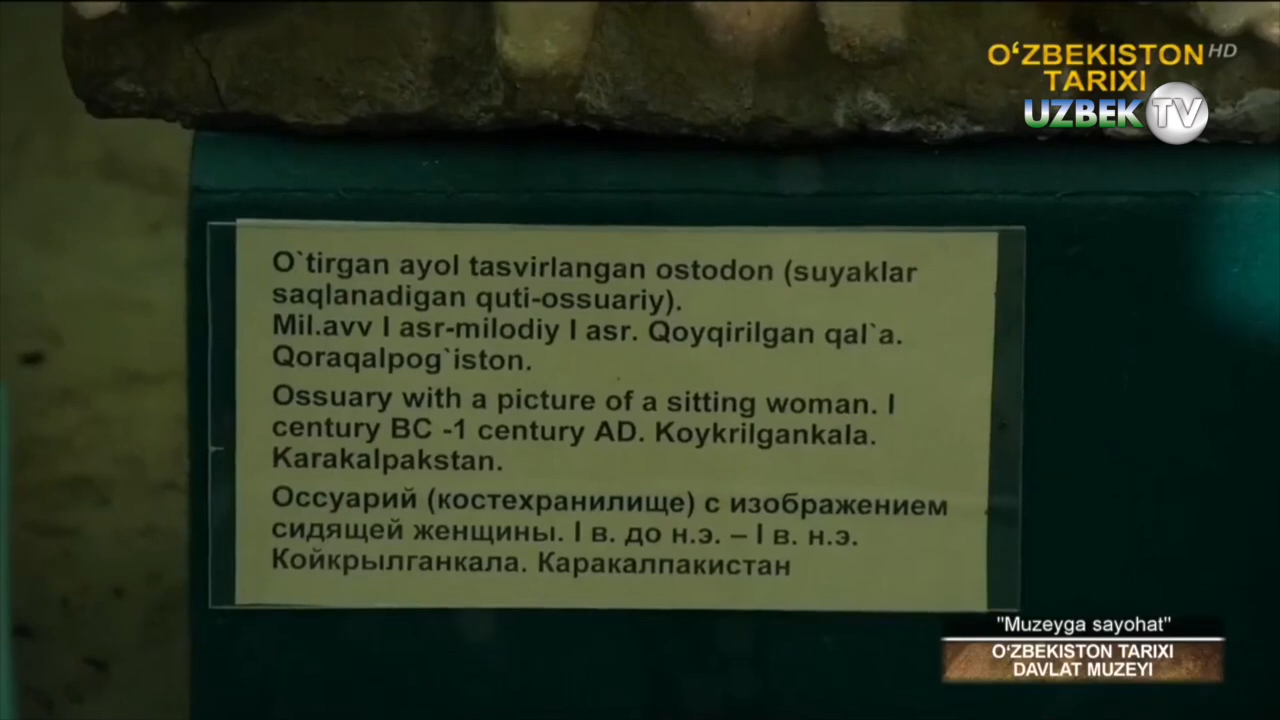 O‘ZBEKISTON HD
TARIXI
UZBEK TV
O`tirgan ayol tasvirlangan ostodon (suyaklar
saqlanadigan quti-ossuariy).
Mil.avv I asr-milodiy I asr. Qoyqirilgan qal`a.
Qoraqalpog`iston.
Ossuary with a picture of a sitting woman. I
century BC -1 century AD. Koykrilgankala.
Karakalpakstan.
Оссуарий (костехранилище) с изображением
сидящей женщины. I в. до н.э. – I в. н.э.
Койкрылганкала. Каракалпакистан
"Muzeyga sayohat"
O‘ZBEKISTON TARIXI
DAVLAT MUZEYI